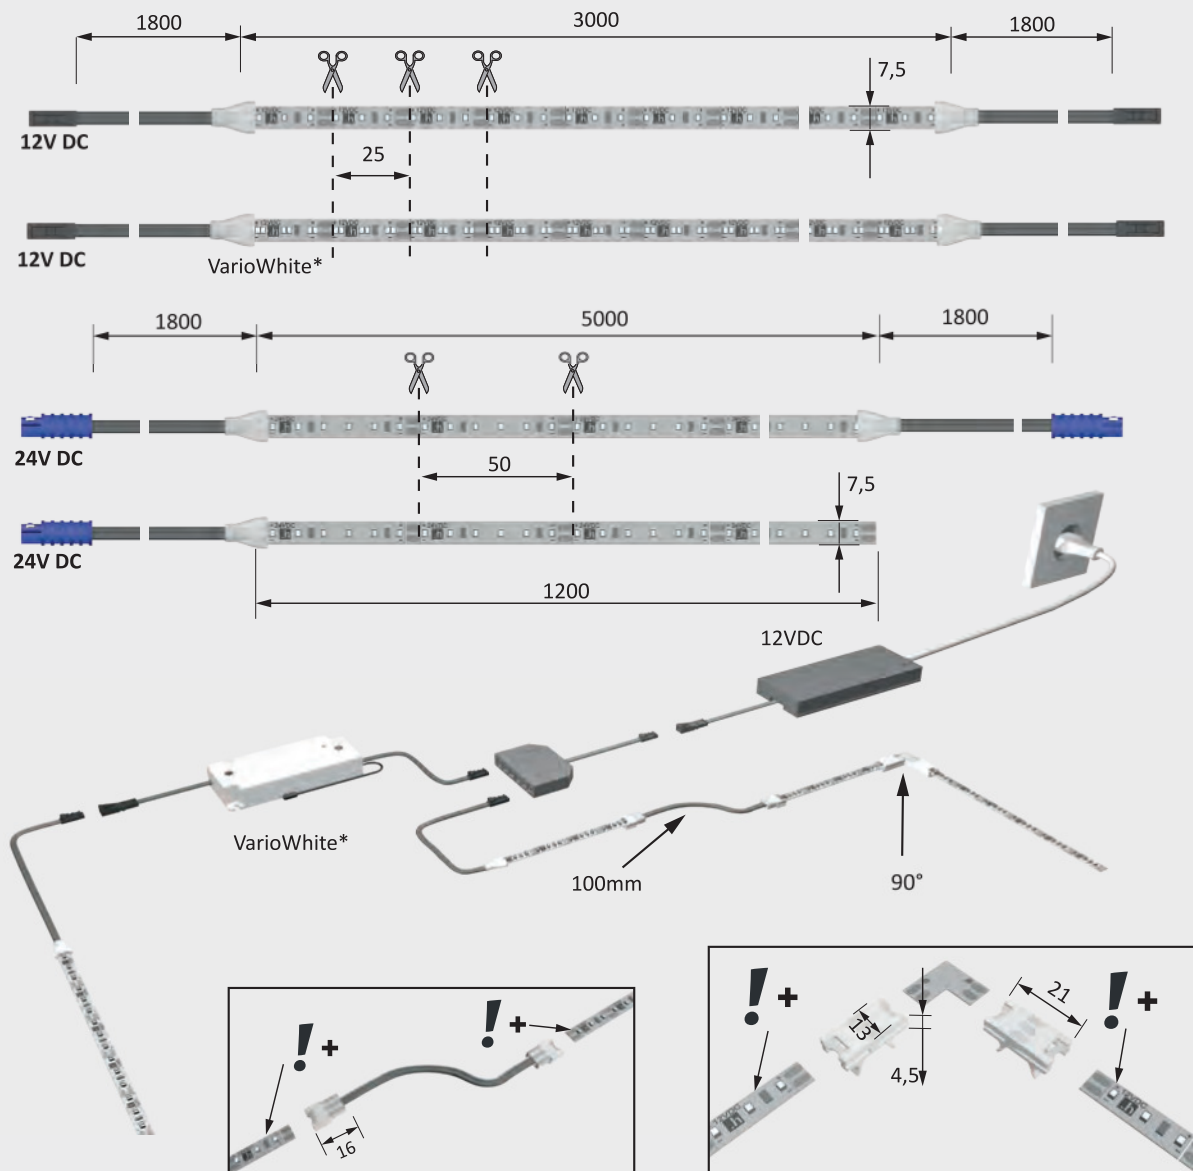 1800 3000 1800
7,5
12V DC
25
12V DC
VarioWhite*
1800 5000 1800
24V DC
50
7,5
24V DC
1200
12VDC
VarioWhite*
100mm
90°
! +
! +
16
! +
13
4,5
21
! +